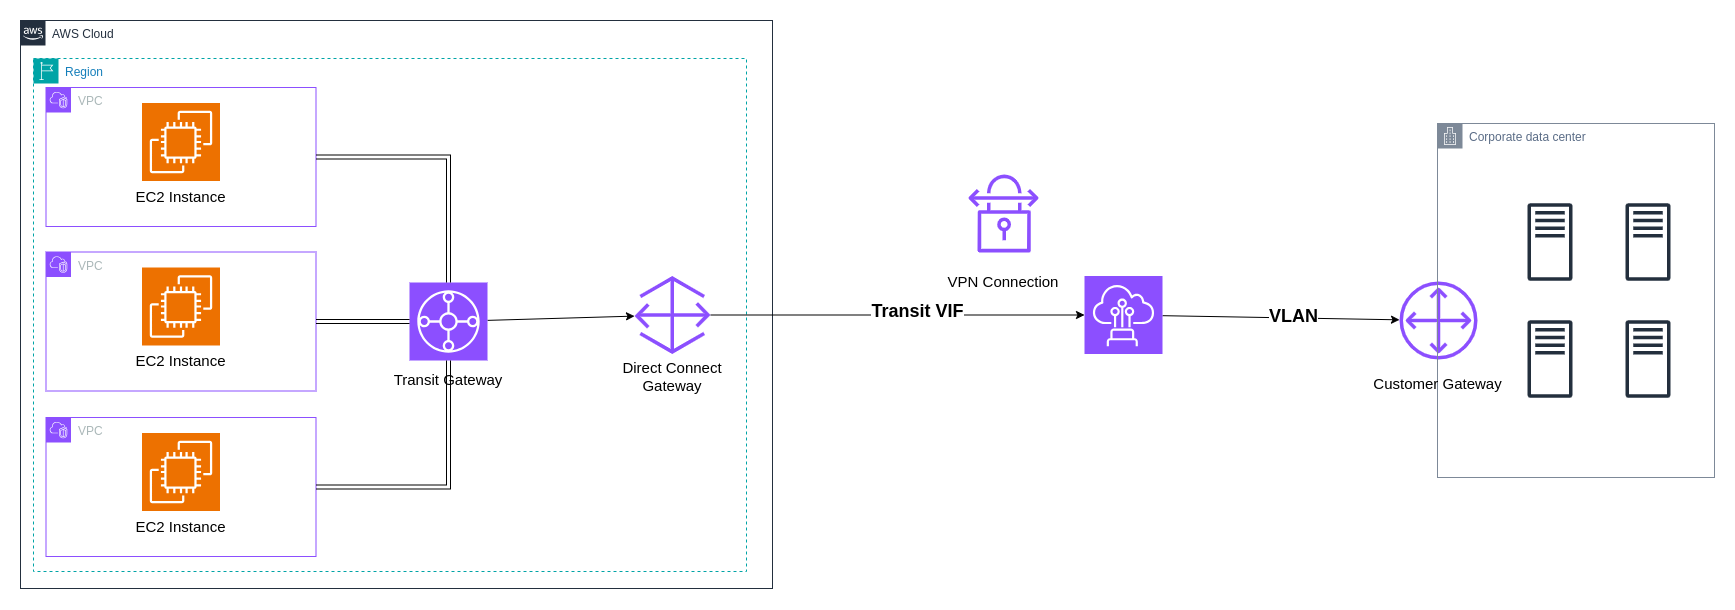 aws
AWS Cloud
Region
VPC
EC2 Instance
VPC
EC2 Instance
VPC
EC2 Instance
Transit Gateway
Direct Connect
Gateway
Transit VIF
VPN Connection
VLAN
Corporate data center
Customer Gateway